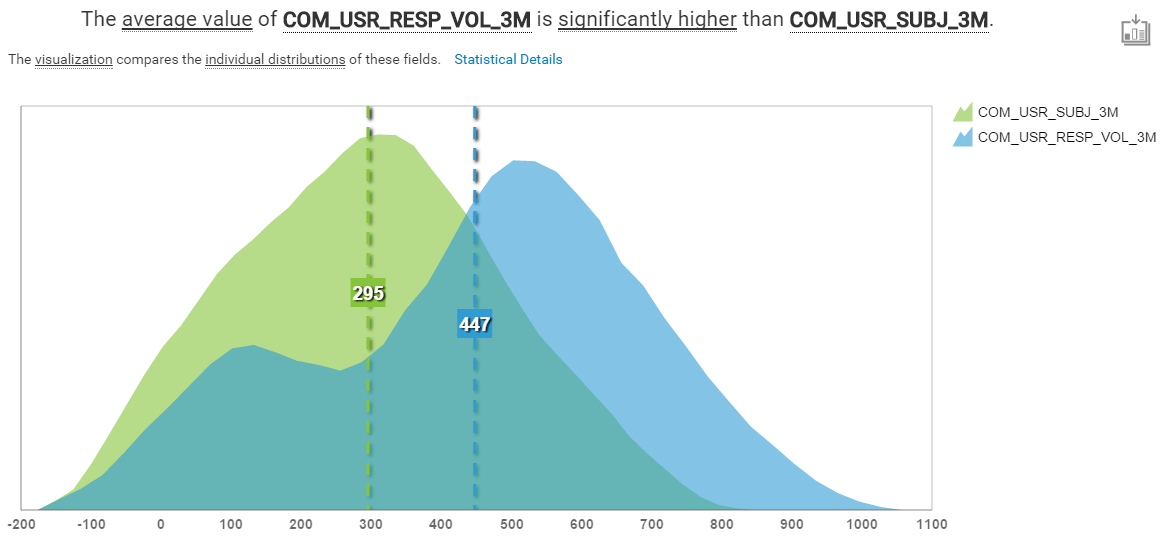 The average value of COM_USR_RESP_VOL_3M is significantly higher than COM_USR_SUBJ_3M.
The visualization compares the individual distributions of these fields. Statistical Details
COM_USR_SUBJ_3M
COM_USR_RESP_VOL_3M
295
447
-200 -100 0 100 200 300 400 500 600 700 800 900 1000 1100